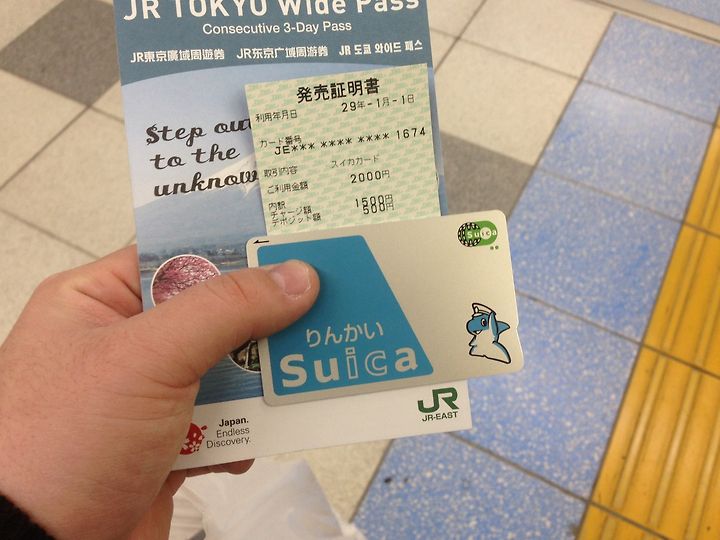 JR TOKYO Wide Pass
Consecutive 3-Day Pass
JR東京廣域周遊券 JR东京广域周游券 JR 도쿄 와이드 패스
Step out
to the
unknown
発売証明書
利用年月日 29年-1月-1日
カード番号
JE*** **** **** 1674
取引内容 スイカカード
ご利用金額 2000円
内訳
チャージ額 1500円
デポジット額 500円
Suica
りんかい
Suica
JR
JR-EAST
Japan.
Endless
Discovery.